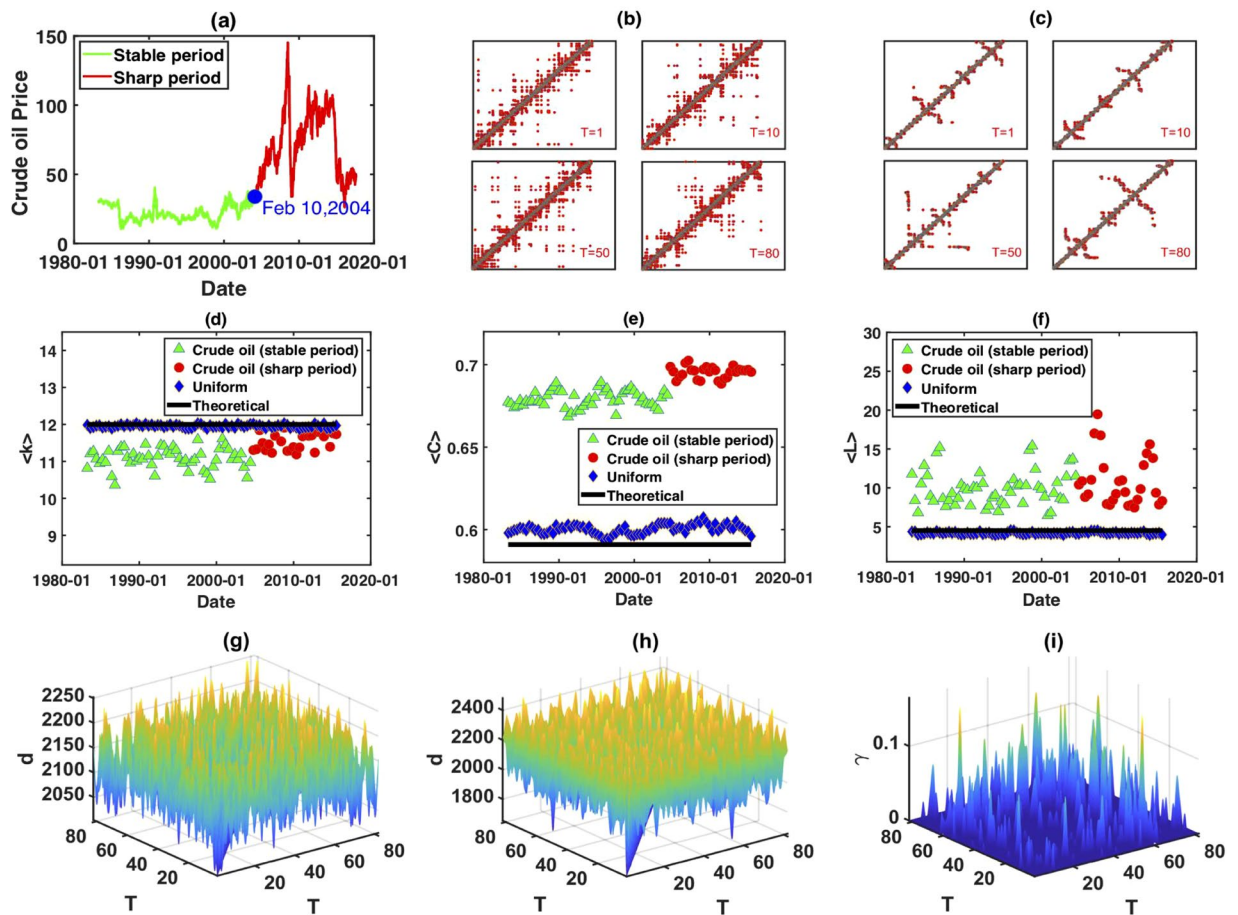 (a)
150
100
50
0
Crude oil Price
Stable period
Sharp period
Feb 10,2004
1980-01 1990-01 2000-01 2010-01 2020-01
Date
(b)
T=1
T=10
T=50
T=80
(c)
T=1
T=10
T=50
T=80
(d)
14
13
12
11
10
9
<k>
Crude oil (stable period)
Crude oil (sharp period)
Uniform
Theoretical
1980-01 1990-01 2000-01 2010-01 2020-01
Date
(e)
0.7
0.65
0.6
<C>
Crude oil (stable period)
Crude oil (sharp period)
Uniform
Theoretical
1980-01 1990-01 2000-01 2010-01 2020-01
Date
(f)
30
25
20
15
10
5
<L>
Crude oil (stable period)
Crude oil (sharp period)
Uniform
Theoretical
1980-01 1990-01 2000-01 2010-01 2020-01
Date
(g)
2250
2200
2150
2100
2050
d
80
60
40
20
T
20
40
60
80
T
(h)
2400
2200
2000
1800
d
80
60
40
20
T
20
40
60
80
T
(i)
0.1
0
γ
80
60
40
20
T
20
40
60
80
T